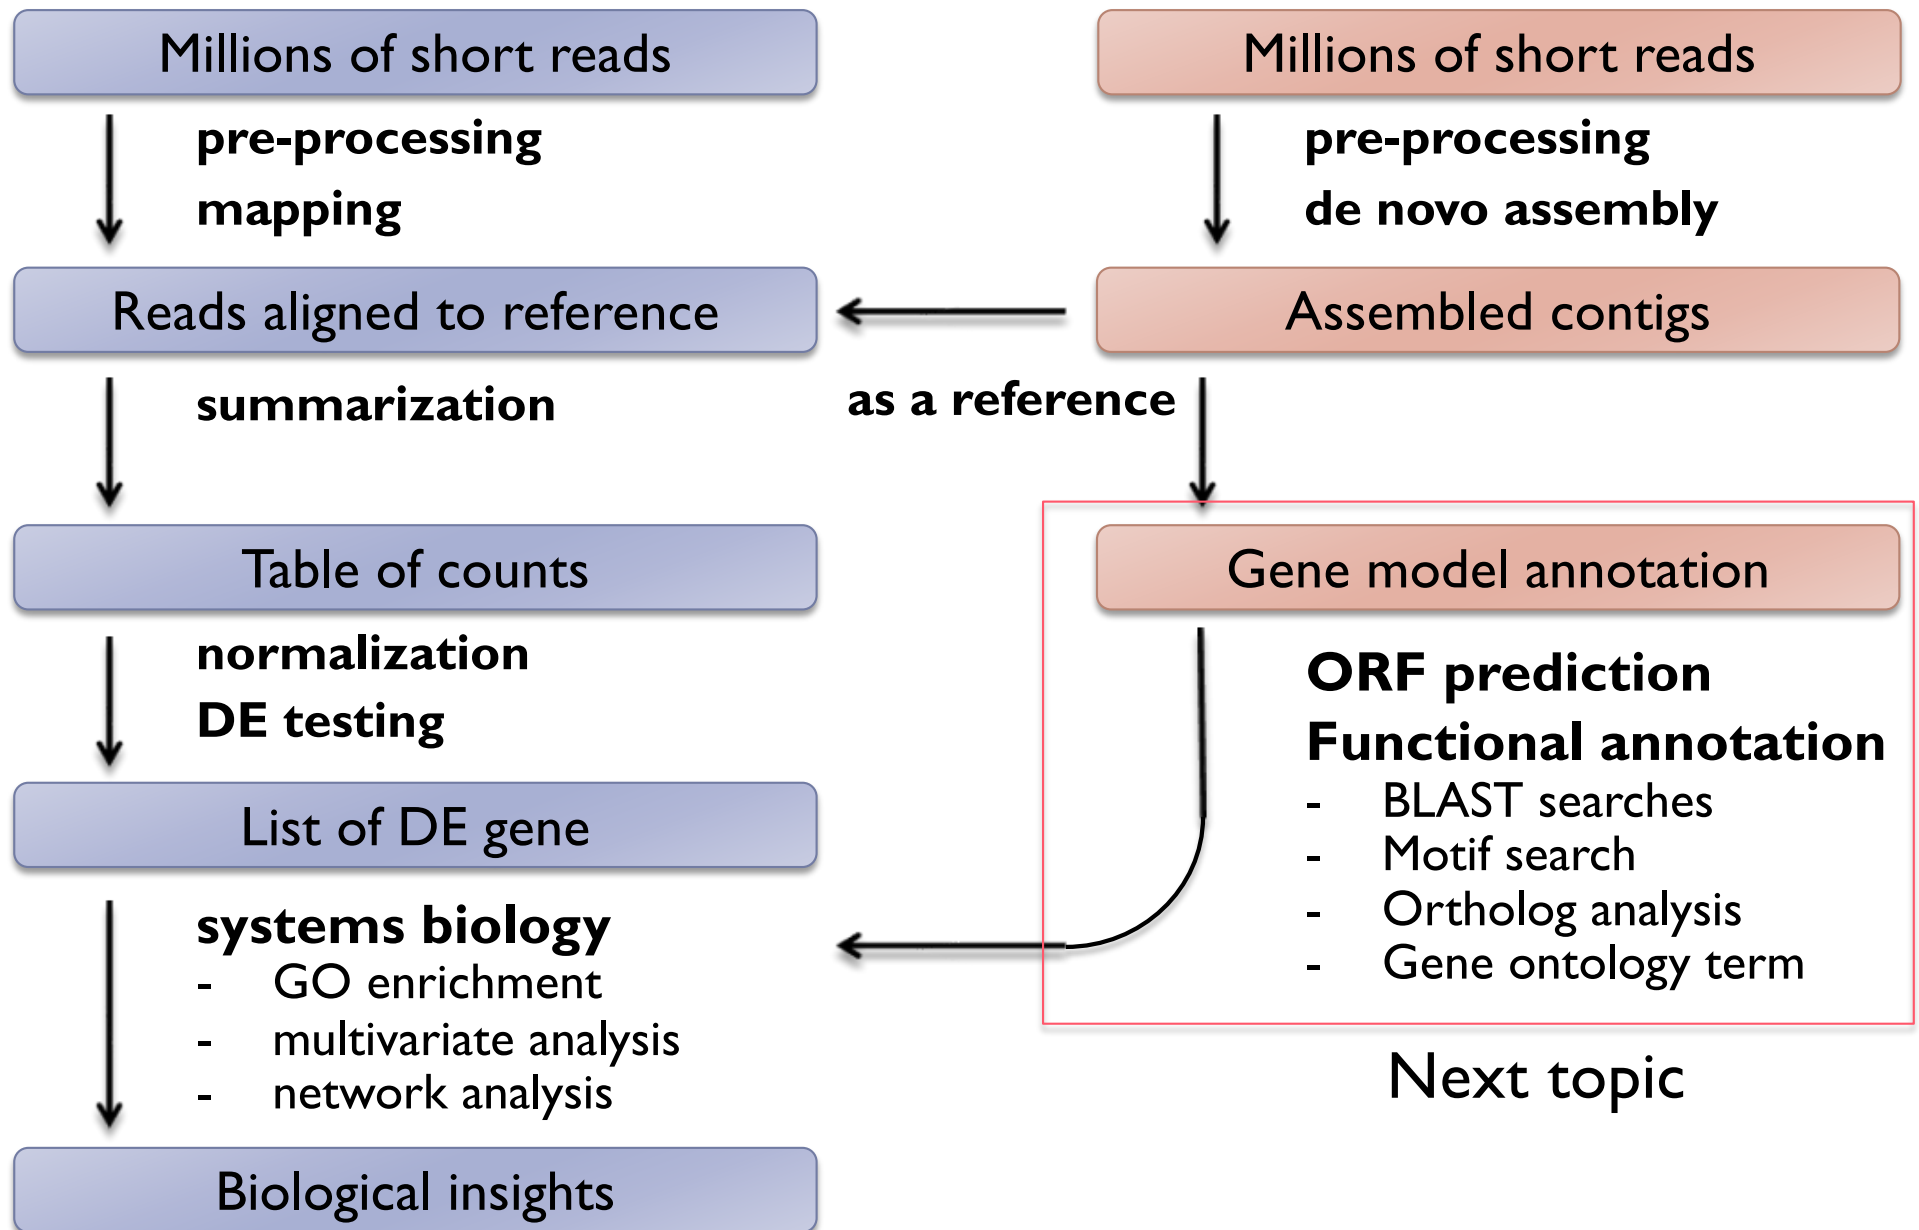 Millions of short reads
pre-processing
mapping
Reads aligned to reference
summarization
Table of counts
normalization
DE testing
List of DE gene
systems biology
- GO enrichment
- multivariate analysis
- network analysis
Biological insights
Millions of short reads
pre-processing
de novo assembly
Assembled contigs
as a reference
Gene model annotation
ORF prediction
Functional annotation
- BLAST searches
- Motif search
- Ortholog analysis
- Gene ontology term
Next topic